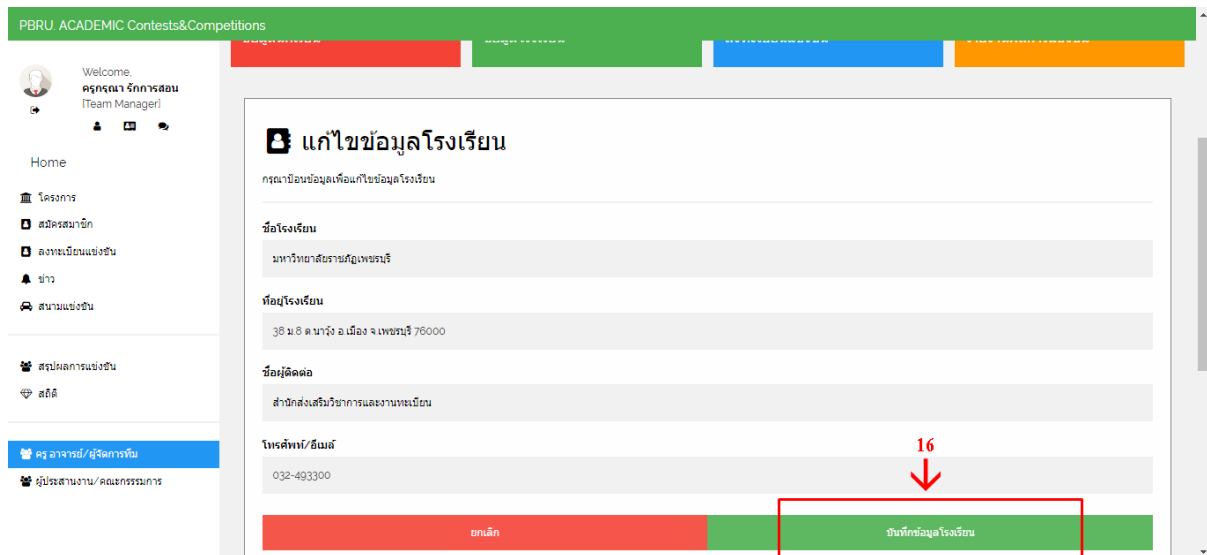 PBRU. ACADEMIC Contests&Competitions
Welcome,
ครูกรุณา รักการสอน
[Team Manager]
Home
โครงการ
สมัครสมาชิก
ลงทะเบียนแข่งขัน
ข่าว
สนามแข่งขัน
สรุปผลการแข่งขัน
สถิติ
ครู อาจารย์/ผู้จัดการทีม
ผู้ประสานงาน/คณะกรรรมการ
แก้ไขข้อมูลโรงเรียน
กรุณาป้อนข้อมูลเพื่อแก้ไขข้อมูลโรงเรียน
ชื่อโรงเรียน
มหาวิทยาลัยราชภัฏเพชรบุรี
ที่อยู่โรงเรียน
38 ม.8 ต.นาวุ้ง อ.เมือง จ.เพชรบุรี 76000
ชื่อผู้ติดต่อ
สำนักส่งเสริมวิชาการและงานทะเบียน
โทรศัพท์/อีเมล์
032-493300
16
ยกเลิก
บันทึกข้อมูลโรงเรียน